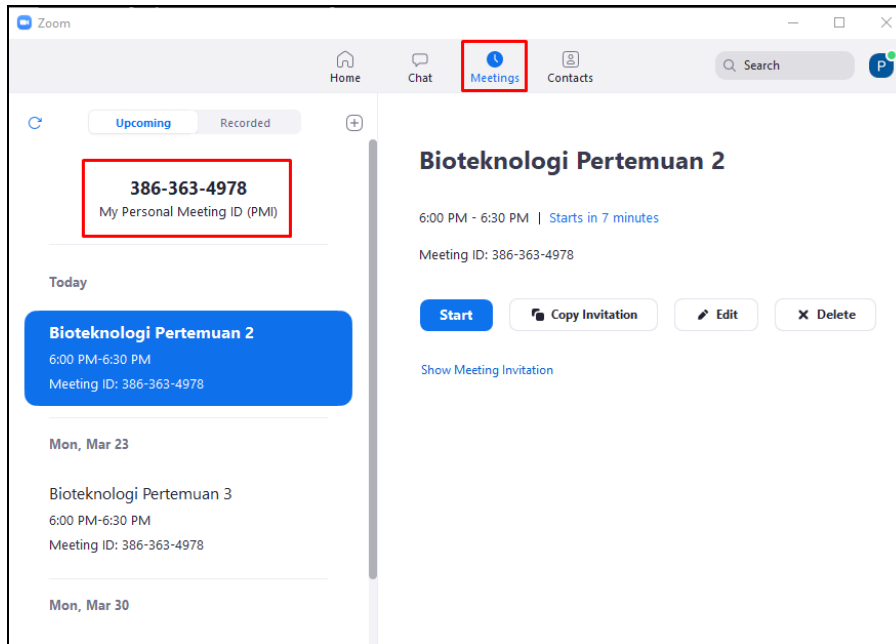 Zoom
Home
Chat
Meetings
Contacts
Search
P
Upcoming
Recorded
386-363-4978
My Personal Meeting ID (PMI)
Today
Bioteknologi Pertemuan 2
6:00 PM-6:30 PM
Meeting ID: 386-363-4978
Mon, Mar 23
Bioteknologi Pertemuan 3
6:00 PM-6:30 PM
Meeting ID: 386-363-4978
Mon, Mar 30
Bioteknologi Pertemuan 2
6:00 PM - 6:30 PM | Starts in 7 minutes
Meeting ID: 386-363-4978
Start
Copy Invitation
Edit
Delete
Show Meeting Invitation